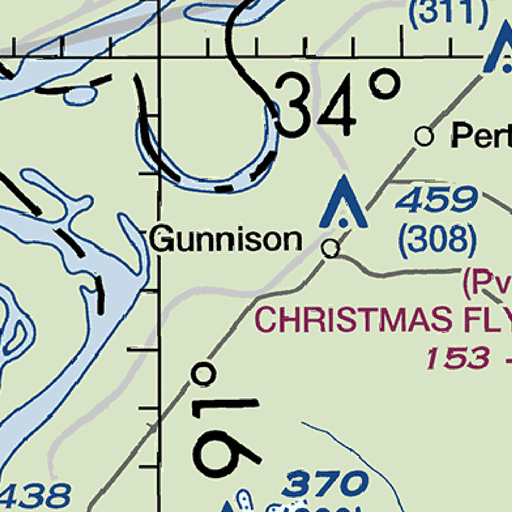 (311)
34°
Pert
459
(308)
Gunnison
(Pv
CHRISTMAS FLY
153 -
91°
438
370